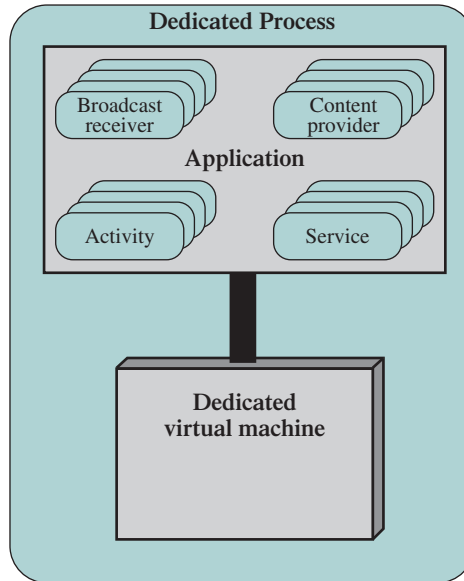 Dedicated Process
Broadcast
receiver
Content
provider
Application
Activity
Service
Dedicated
virtual machine